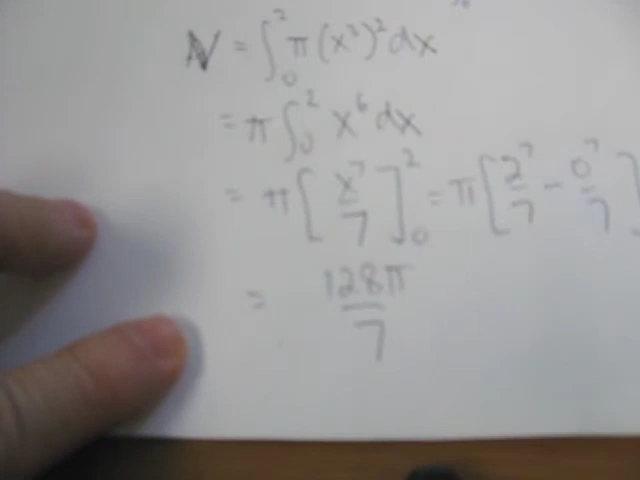 V = ∫₀² π(x³)² dx
= π ∫₀² x⁶ dx
= π [x⁷/7]₀² = π [2⁷/7 - 0⁷/7]
= 128π/7